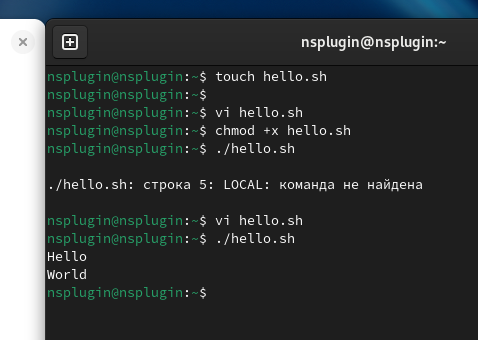 nsplugin@nsplugin:~
nsplugin@nsplugin:~$ touch hello.sh
nsplugin@nsplugin:~$
nsplugin@nsplugin:~$ vi hello.sh
nsplugin@nsplugin:~$ chmod +x hello.sh
nsplugin@nsplugin:~$ ./hello.sh
./hello.sh: строка 5: LOCAL: команда не найдена
nsplugin@nsplugin:~$ vi hello.sh
nsplugin@nsplugin:~$ ./hello.sh
Hello
World
nsplugin@nsplugin:~$